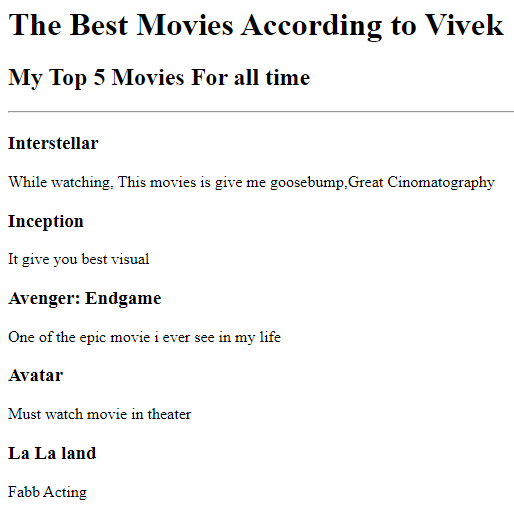 The Best Movies According to Vivek
My Top 5 Movies For all time
Interstellar
While watching, This movies is give me goosebump,Great Cinomatography
Inception
It give you best visual
Avenger: Endgame
One of the epic movie i ever see in my life
Avatar
Must watch movie in theater
La La land
Fabb Acting